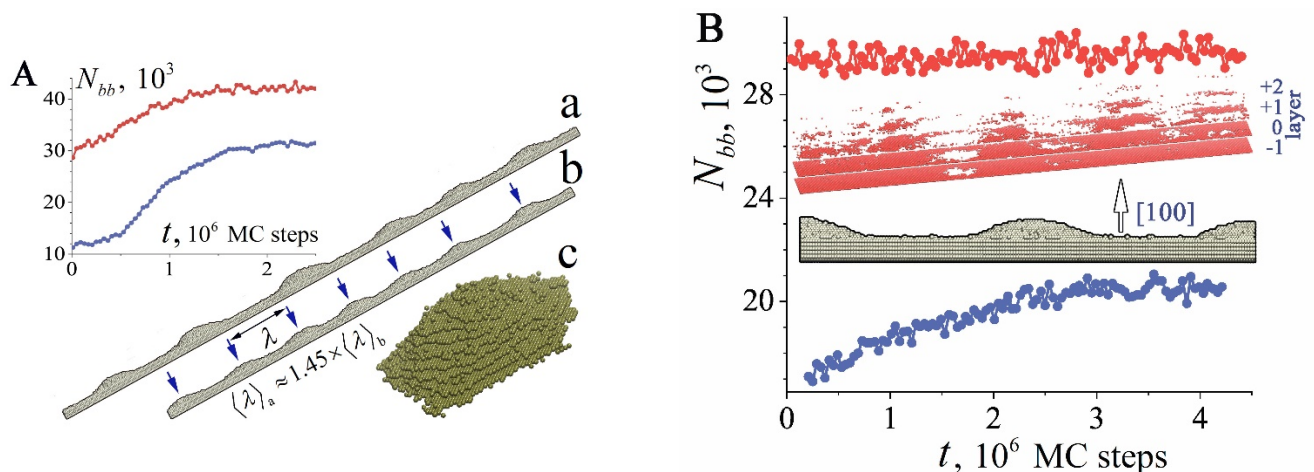 A
N_bb, 10^3
42
30
20
10
t, 10^6 MC steps
0
1
2
a
b
c
λ
⟨λ⟩_a ≈ 1.45 × ⟨λ⟩_b
B
N_bb, 10^3
28
24
20
+2
+1
0
-1
layer
[100]
0
1
2
3
4
t, 10^6 MC steps